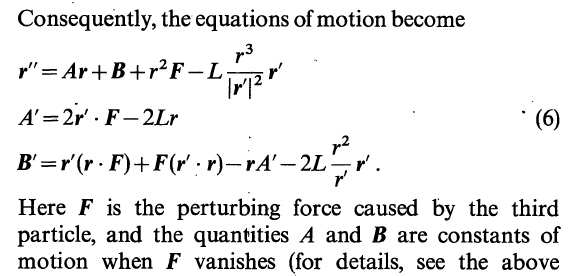 Consequently, the equations of motion become
r″ = Ar + B + r²F − L r³/|r′|² r′
A′ = 2r′ · F − 2Lr (6)
B′ = r′(r · F) + F(r′ · r) − rA′ − 2L r²/r′ r′ .
Here F is the perturbing force caused by the third
particle, and the quantities A and B are constants of
motion when F vanishes (for details, see the above